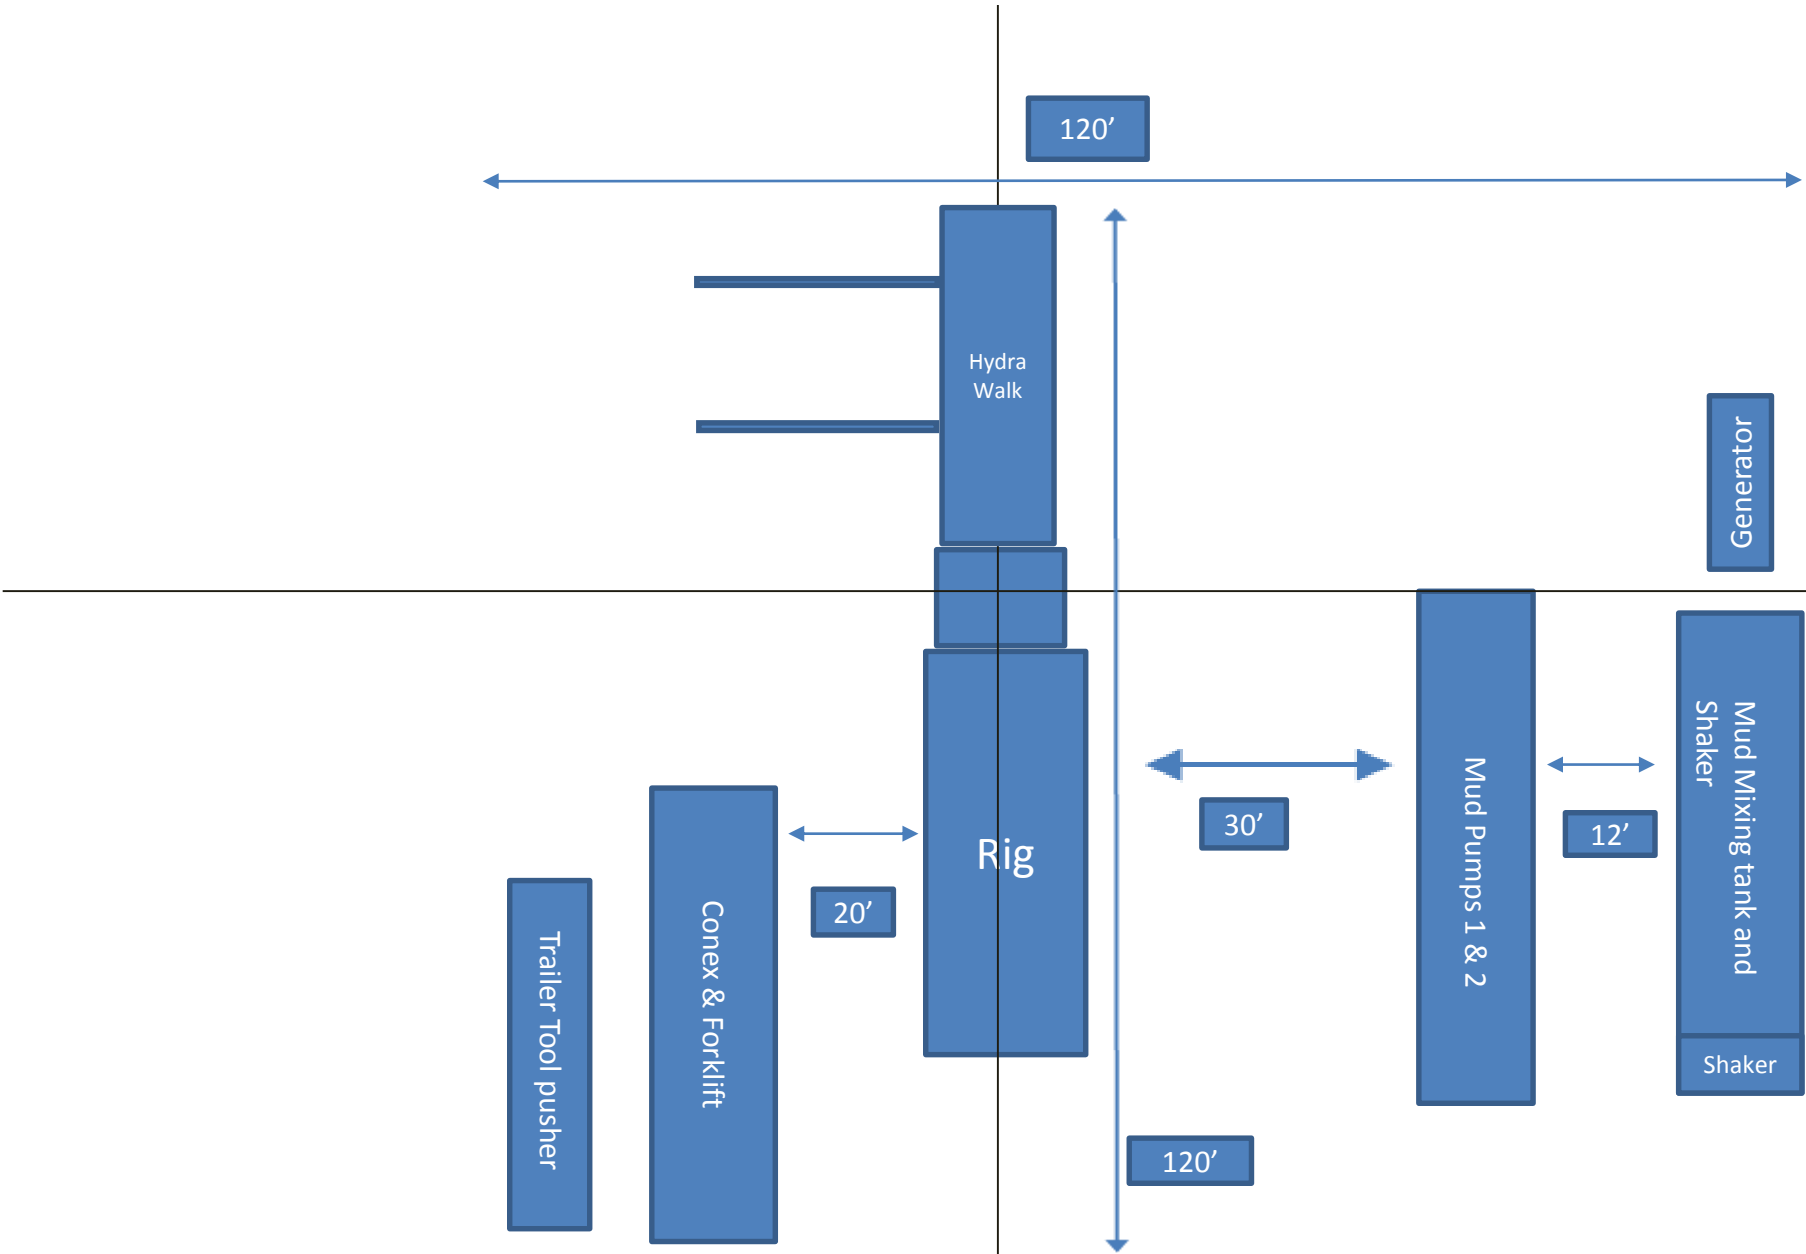 120’
Hydra
Walk
Generator
Mud Mixing tank and
Shaker
Mud Pumps 1 & 2
30’
12’
Rig
20’
Conex & Forklift
Trailer Tool pusher
Shaker
120’